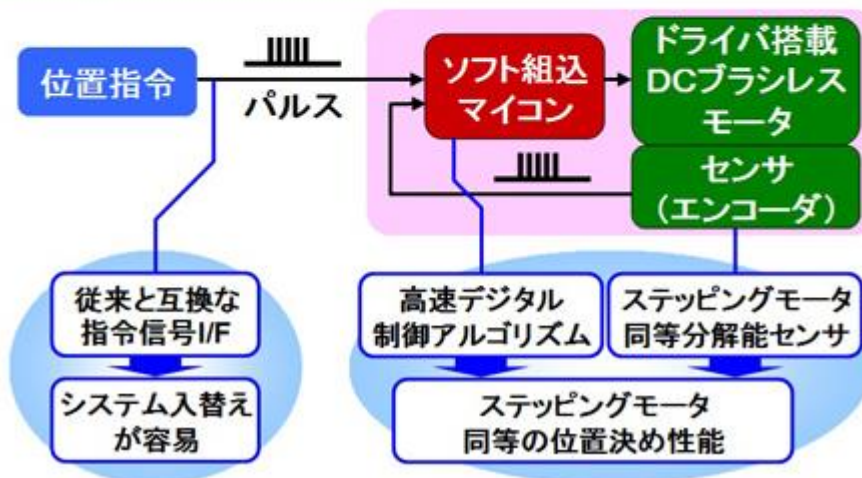 位置指令
パルス
ソフト組込
マイコン
ドライバ搭載
DCブラシレス
モータ
センサ
(エンコーダ)
従来と互換な
指令信号I/F
高速デジタル
制御アルゴリズム
ステッピングモータ
同等分解能センサ
システム入替え
が容易
ステッピングモータ
同等の位置決め性能